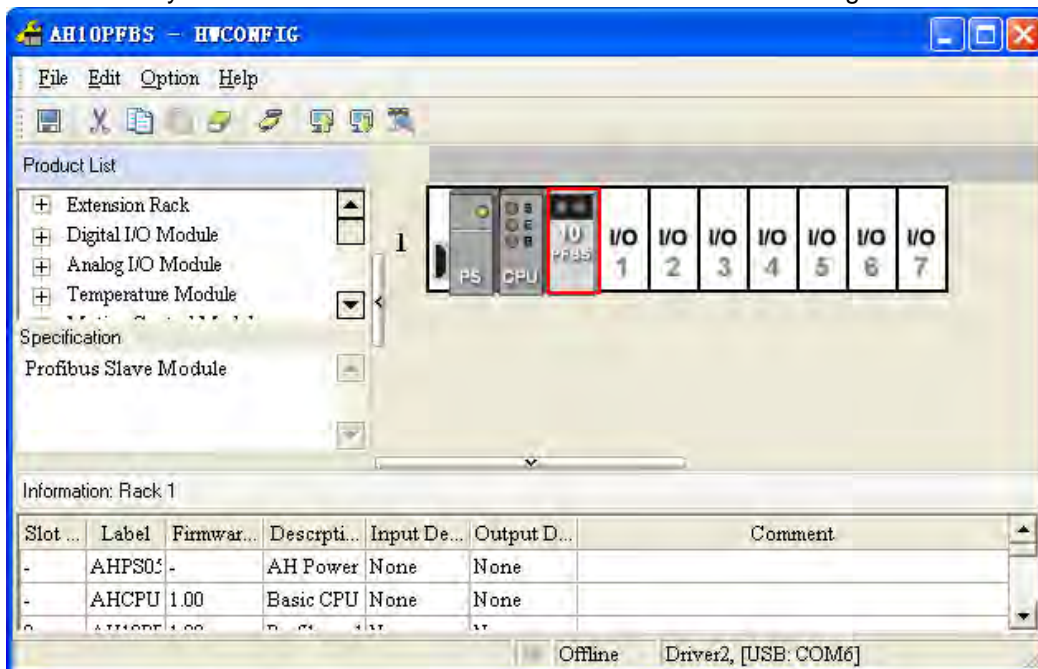 AH10PFBS - HWCONFIG
File Edit Option Help
Product List
Extension Rack
Digital I/O Module
Analog I/O Module
Temperature Module
Specification
Profibus Slave Module
1
PS
CPU
S
E
B
10
PFBS
I/O 1
I/O 2
I/O 3
I/O 4
I/O 5
I/O 6
I/O 7
Information: Rack 1
Slot ... Label Firmwar... Descrpti... Input De... Output D... Comment
- AHPS05 - AH Power None None
- AHCPU 1.00 Basic CPU None None
Offline Driver2, [USB: COM6]